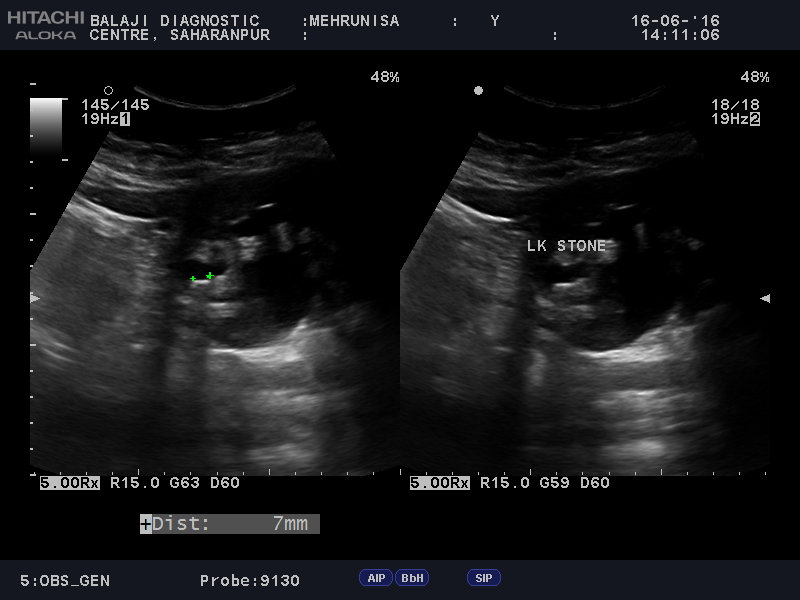 HITACHI BALAJI DIAGNOSTIC :MEHRUNISA : Y 16-06-'16
ALOKA CENTRE, SAHARANPUR : : 14:11:06
48% 48%
145/145 18/18
19Hz1 19Hz2
LK STONE
5.00Rx R15.0 G63 D60 5.00Rx R15.0 G59 D60
+Dist: 7mm
5:OBS_GEN Probe:9130 AIP BbH SIP